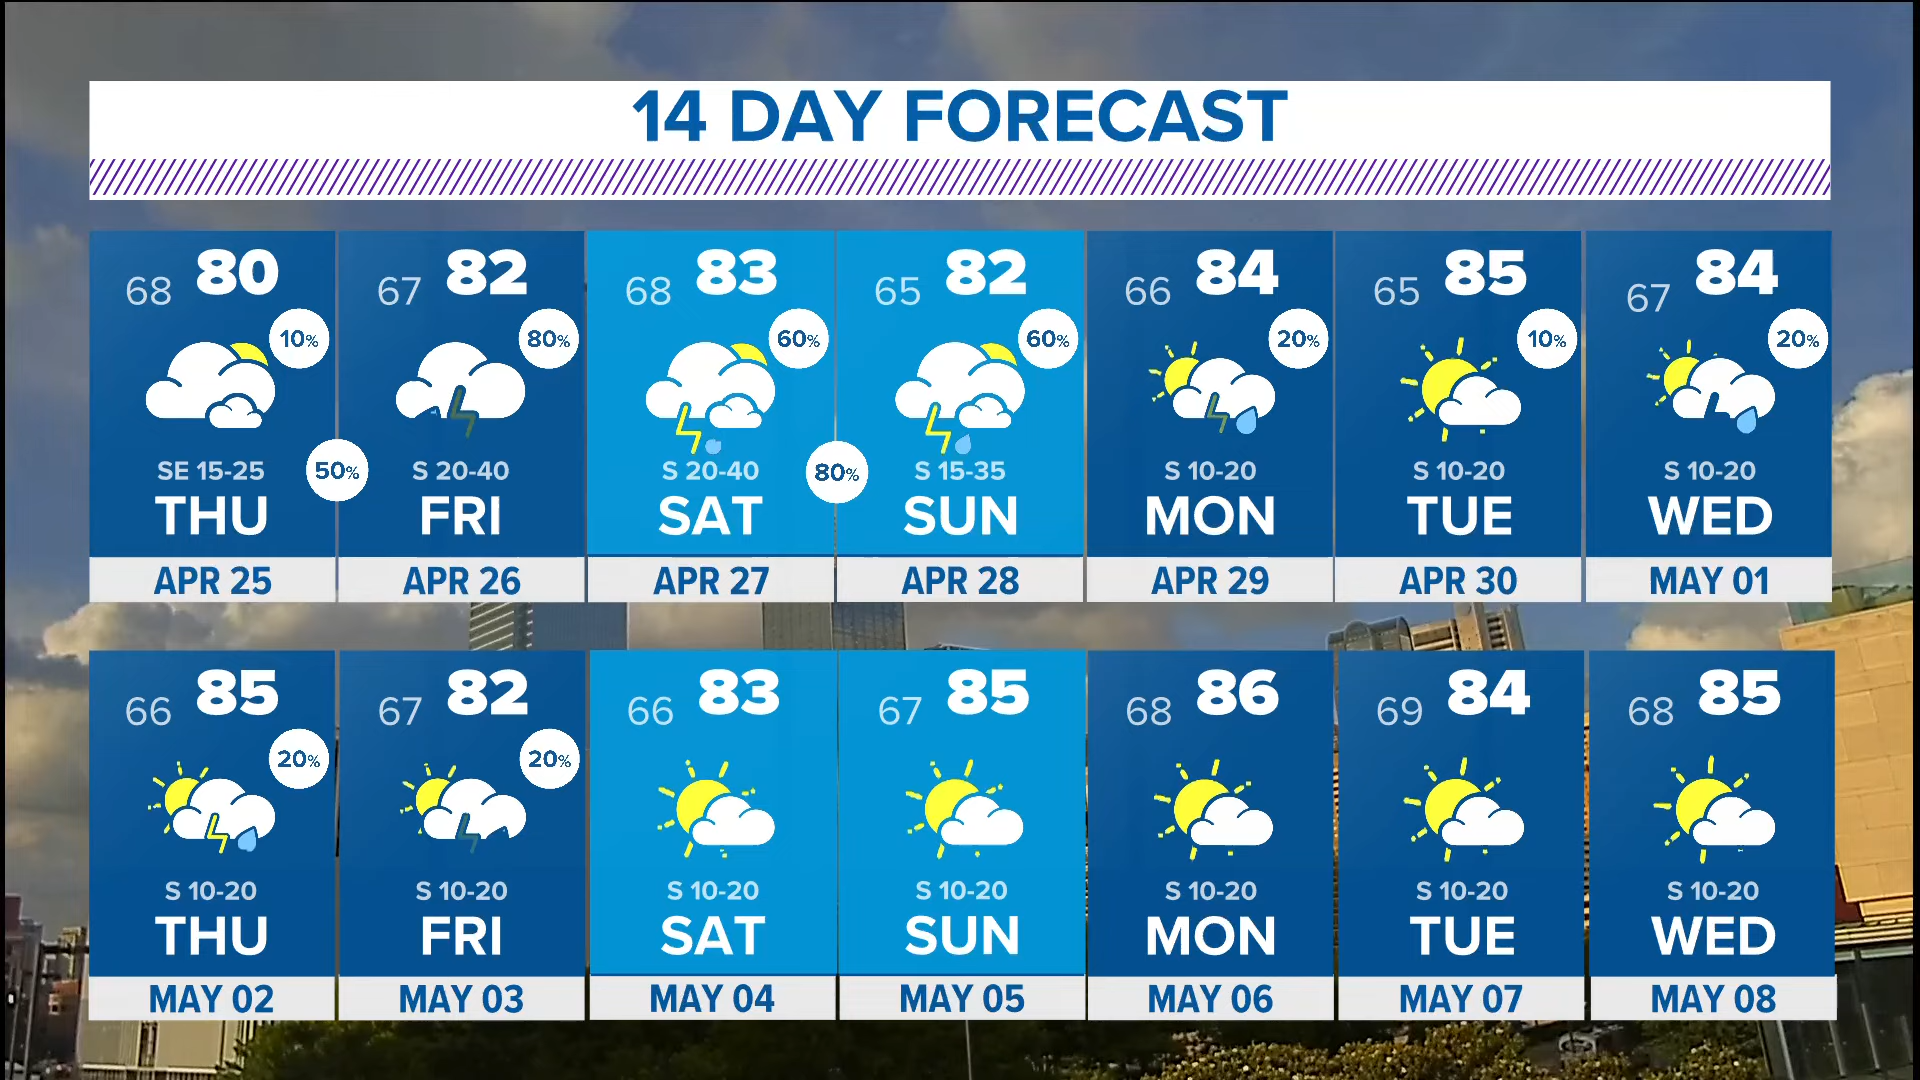 14 DAY FORECAST
68 80 67 82 68 83 65 82 66 84 65 85 67 84
10% 80% 60% 60% 20% 10% 20%
SE 15-25 50% S 20-40 S 20-40 80% S 15-35 S 10-20 S 10-20 S 10-20
THU FRI SAT SUN MON TUE WED
APR 25 APR 26 APR 27 APR 28 APR 29 APR 30 MAY 01
66 85 67 82 66 83 67 85 68 86 69 84 68 85
20% 20%
S 10-20 S 10-20 S 10-20 S 10-20 S 10-20 S 10-20 S 10-20
THU FRI SAT SUN MON TUE WED
MAY 02 MAY 03 MAY 04 MAY 05 MAY 06 MAY 07 MAY 08